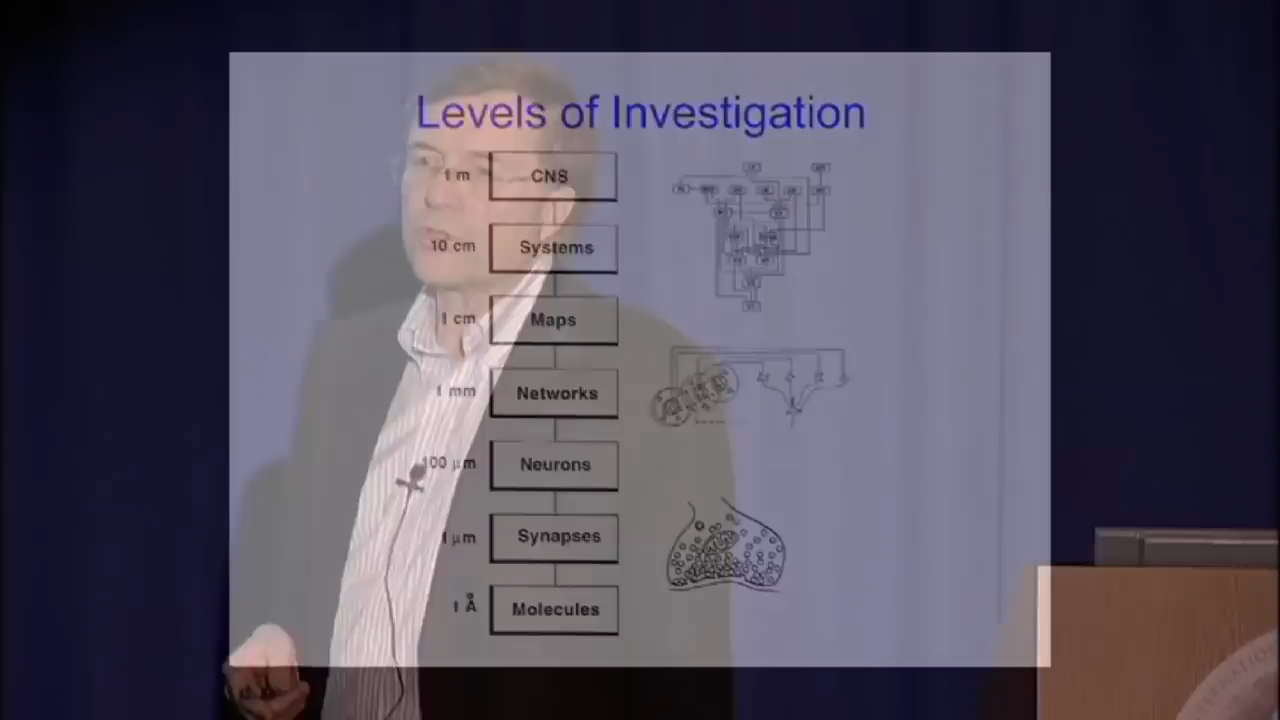 Levels of Investigation
1 m CNS
10 cm Systems
1 cm Maps
1 mm Networks
100 μm Neurons
1 μm Synapses
1 Å Molecules